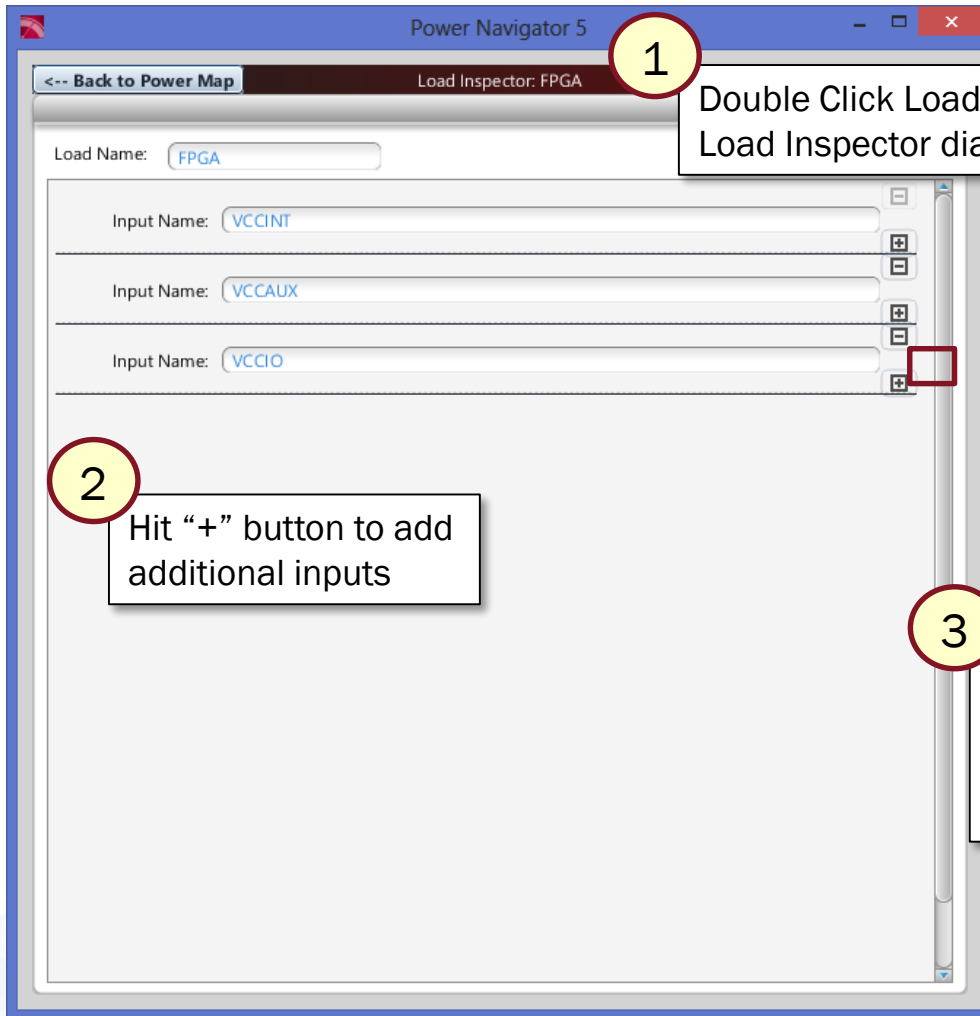 Power Navigator 5
1
<-- Back to Power Map
Load Inspector: FPGA
Double Click Load
Load Inspector dia
Load Name: FPGA
Input Name: VCCINT
Input Name: VCCAUX
Input Name: VCCIO
2
Hit “+” button to add
additional inputs
3